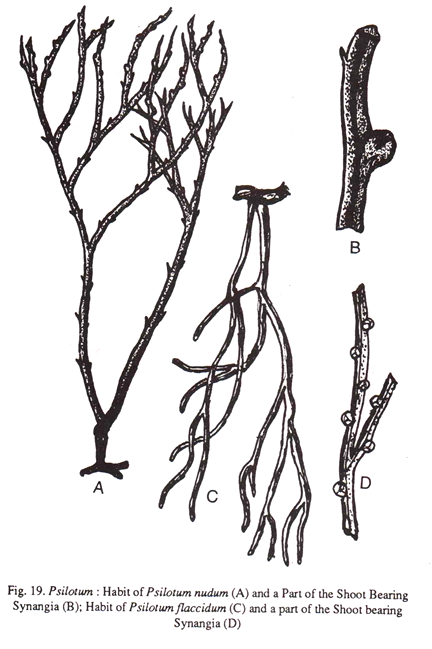 B
A
C
D
Fig. 19. Psilotum : Habit of Psilotum nudum (A) and a Part of the Shoot Bearing
Synangia (B); Habit of Psilotum flaccidum (C) and a part of the Shoot bearing
Synangia (D)